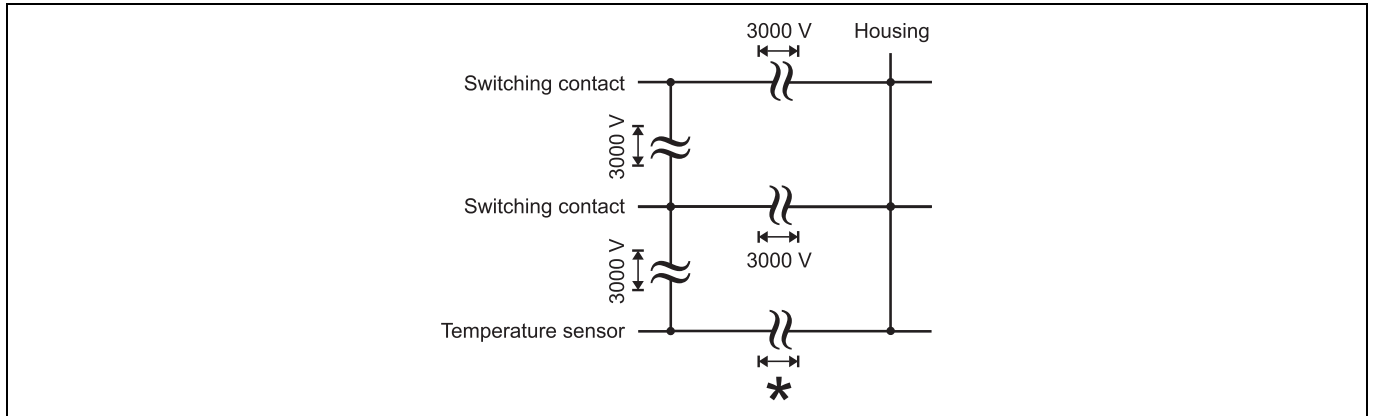 3000 V Housing
Switching contact
3000 V
Switching contact
3000 V
3000 V
Temperature sensor
*